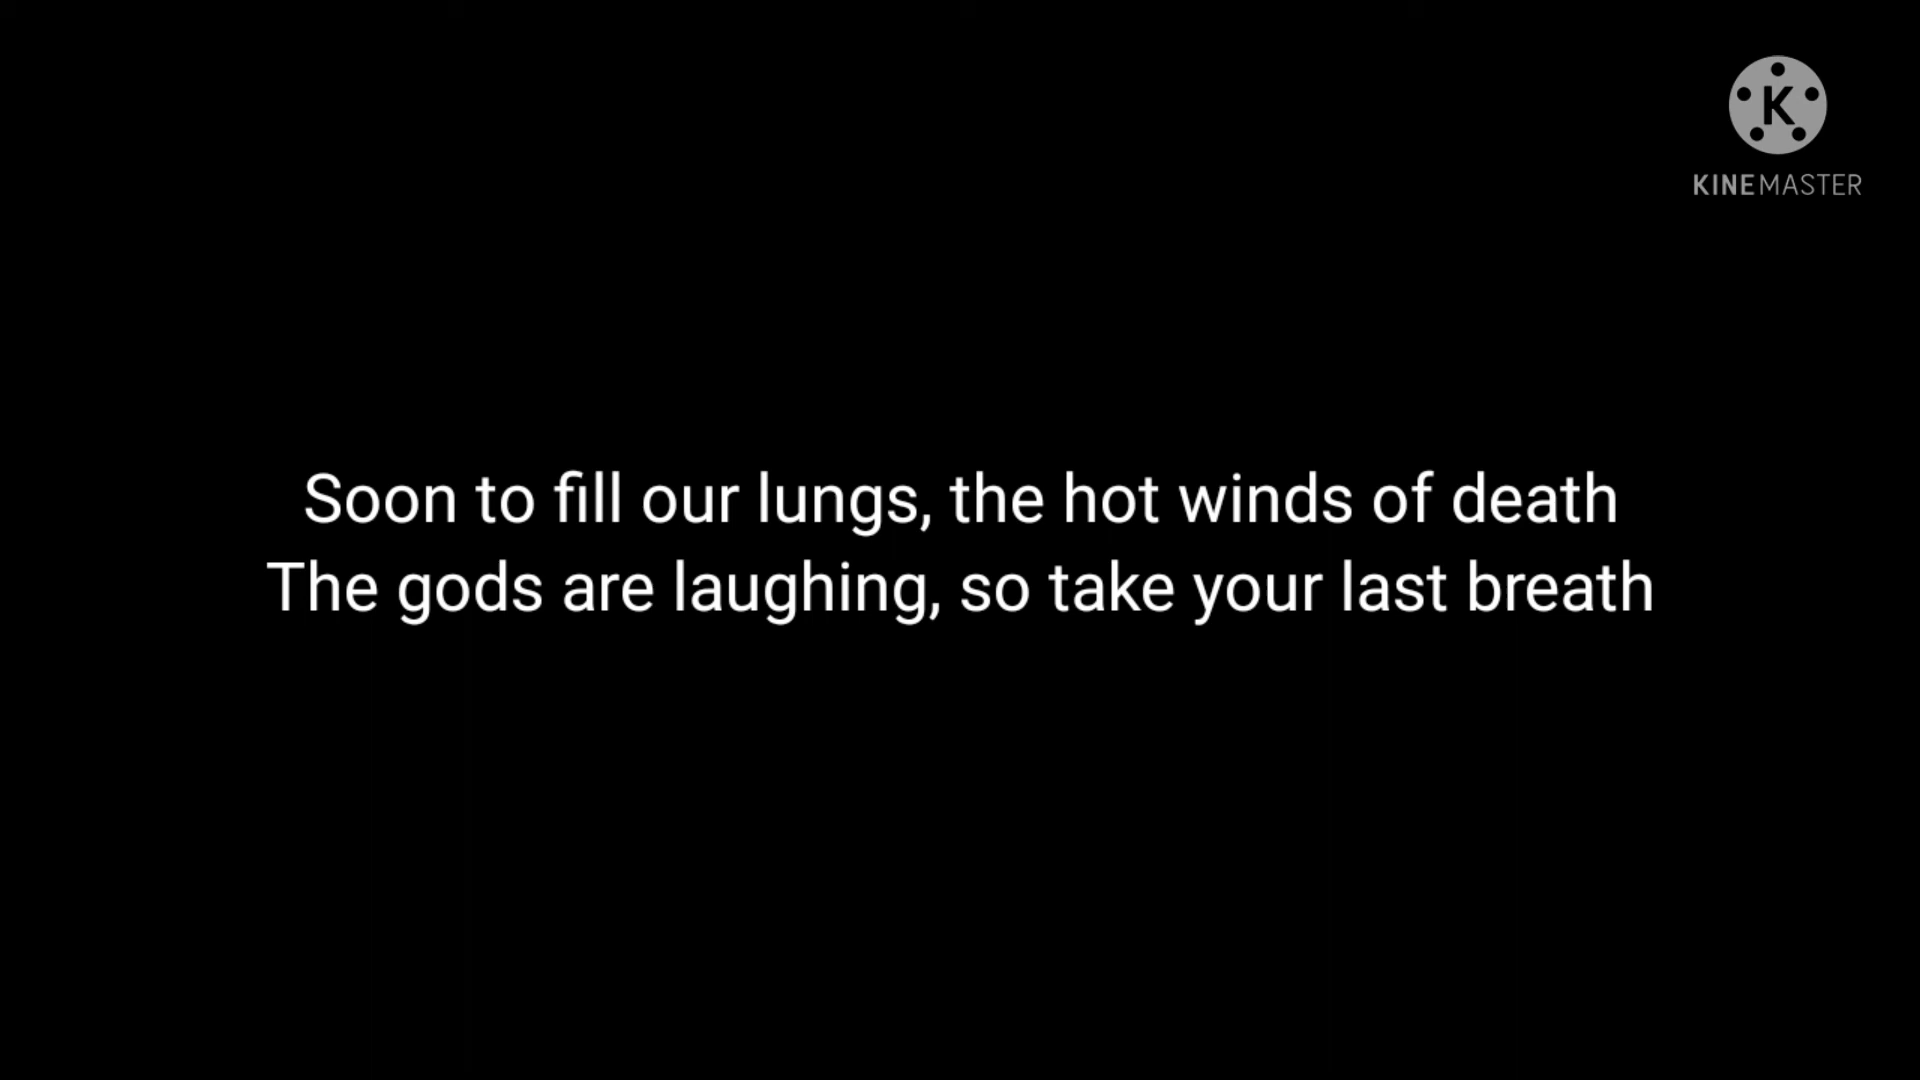 K
KINEMASTER
Soon to fill our lungs, the hot winds of death
The gods are laughing, so take your last breath